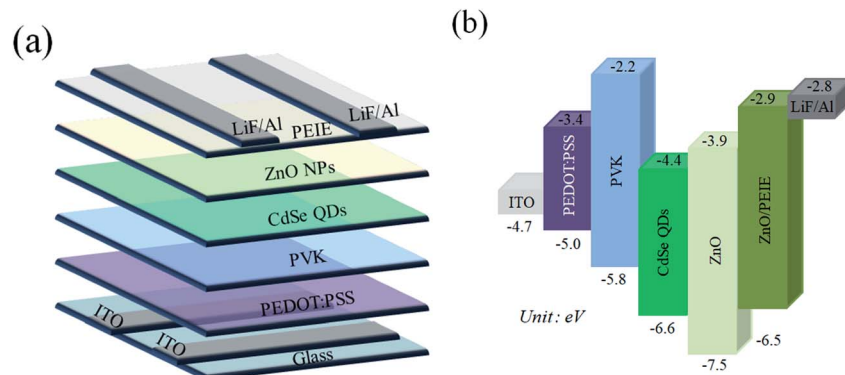 (a)
LiF/Al
LiF/Al
PEIE
ZnO NPs
CdSe QDs
PVK
PEDOT:PSS
ITO
ITO
Glass
(b)
-2.2
-2.8
LiF/Al
-2.9
-3.4
-3.9
-4.4
ITO
PEDOT:PSS
PVK
CdSe QDs
ZnO
ZnO/PEIE
-4.7
-5.0
-5.8
Unit: eV
-6.6
-6.5
-7.5